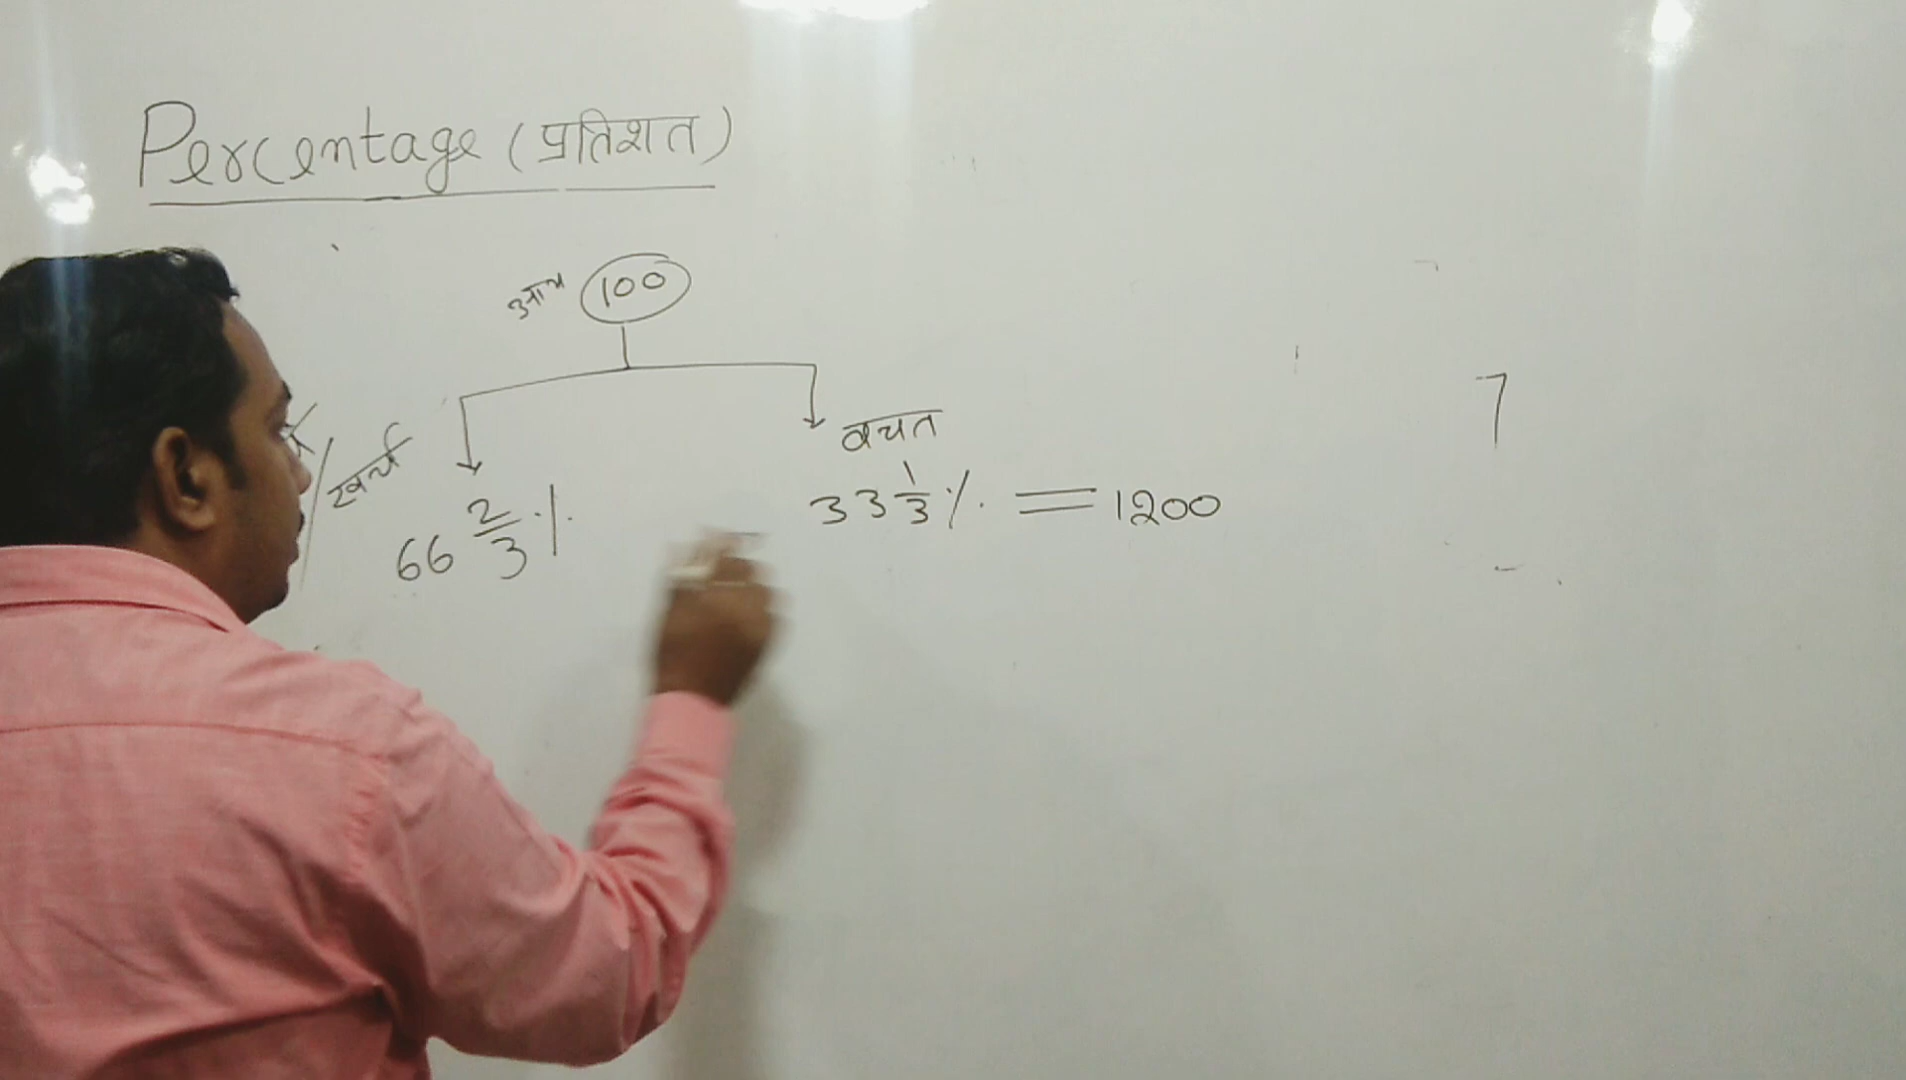 Percentage (प्रतिशत)
आय 100
बचत
खर्च
33 1/3 % = 1200
66 2/3 %